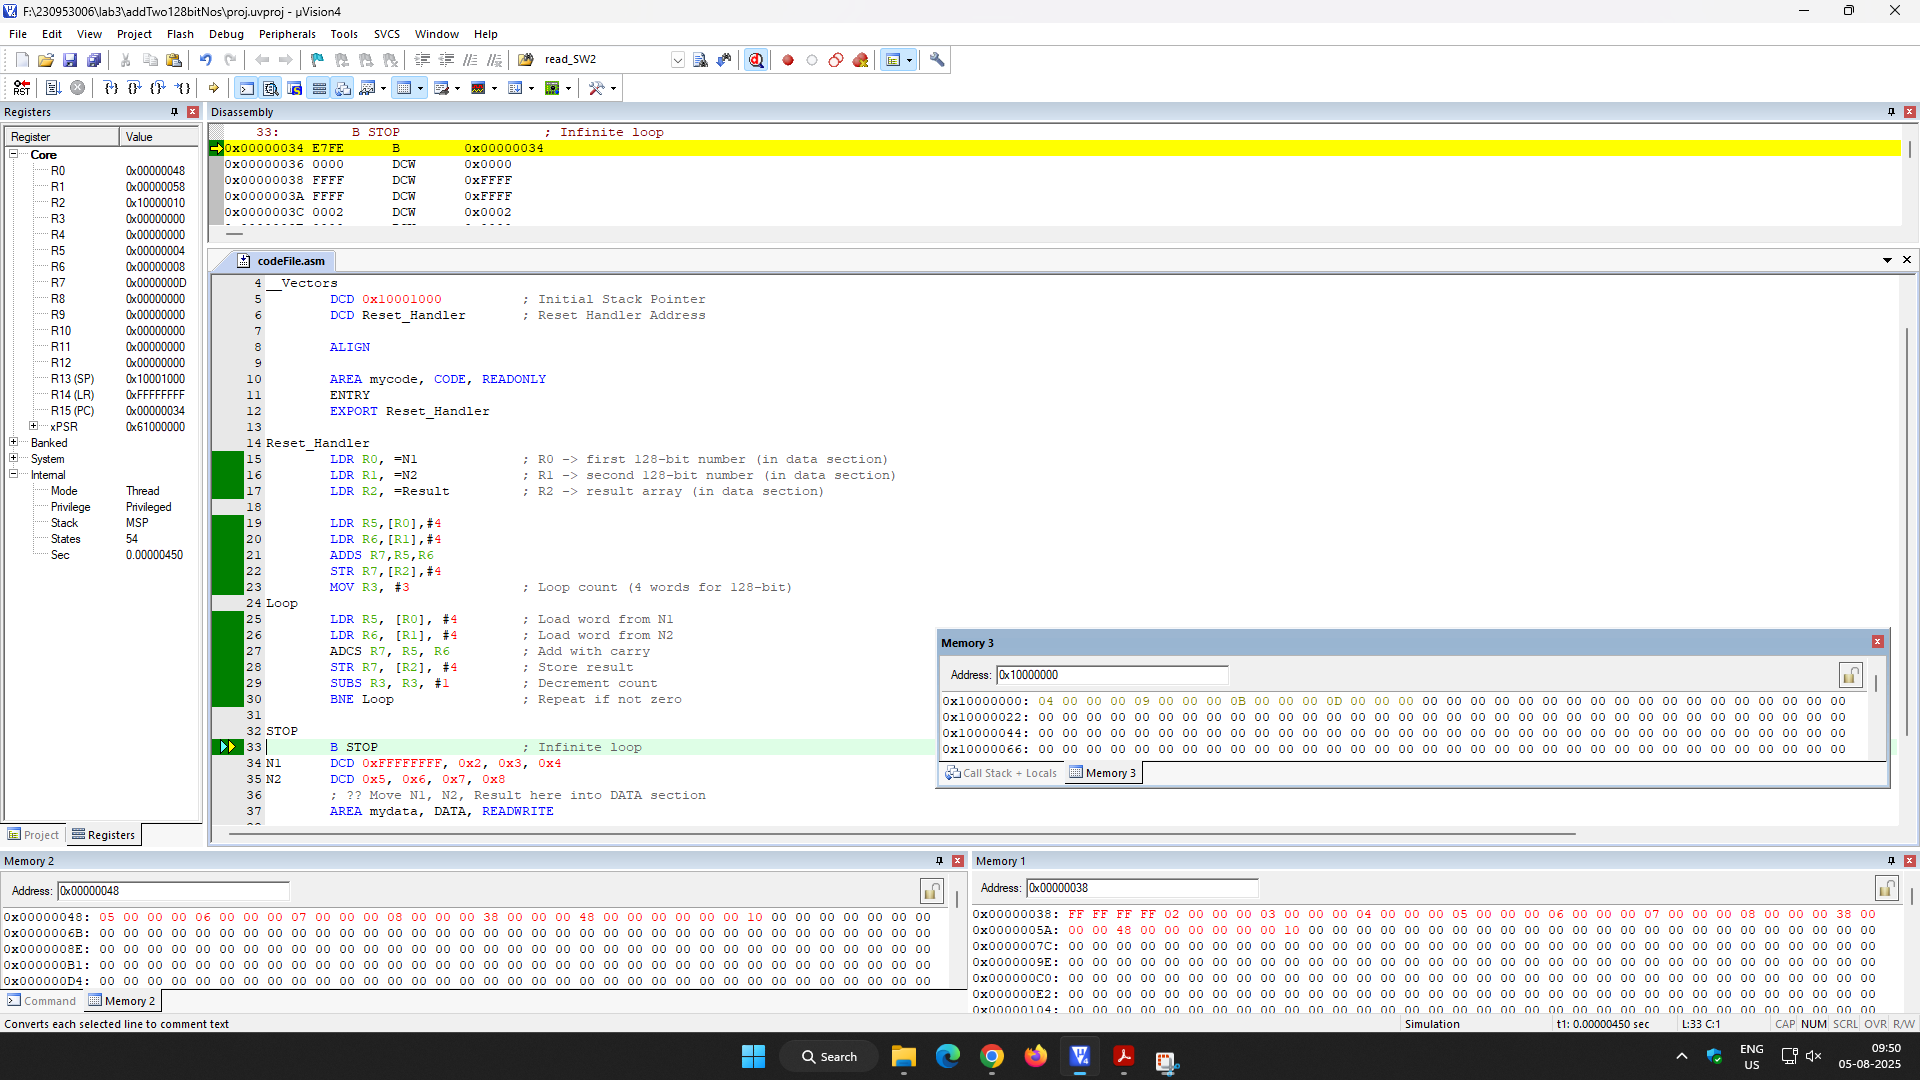 F:\230953006\lab3\addTwo128bitNos\proj.uvproj - µVision4
File Edit View Project Flash Debug Peripherals Tools SVCS Window Help
read_SW2
Registers
Register Value
Core
R0 0x00000048
R1 0x00000058
R2 0x10000010
R3 0x00000000
R4 0x00000000
R5 0x00000004
R6 0x00000008
R7 0x0000000D
R8 0x00000000
R9 0x00000000
R10 0x00000000
R11 0x00000000
R12 0x00000000
R13 (SP) 0x10001000
R14 (LR) 0xFFFFFFFF
R15 (PC) 0x00000034
xPSR 0x61000000
Banked
System
Internal
Mode Thread
Privilege Privileged
Stack MSP
States 54
Sec 0.00000450
Project Registers
Disassembly
33: B STOP ; Infinite loop
0x00000034 E7FE B 0x00000034
0x00000036 0000 DCW 0x0000
0x00000038 FFFF DCW 0xFFFF
0x0000003A FFFF DCW 0xFFFF
0x0000003C 0002 DCW 0x0002
codeFile.asm
4 __Vectors
5 DCD 0x10001000 ; Initial Stack Pointer
6 DCD Reset_Handler ; Reset Handler Address
7
8 ALIGN
9
10 AREA mycode, CODE, READONLY
11 ENTRY
12 EXPORT Reset_Handler
13
14 Reset_Handler
15 LDR R0, =N1 ; R0 -> first 128-bit number (in data section)
16 LDR R1, =N2 ; R1 -> second 128-bit number (in data section)
17 LDR R2, =Result ; R2 -> result array (in data section)
18
19 LDR R5,[R0],#4
20 LDR R6,[R1],#4
21 ADDS R7,R5,R6
22 STR R7,[R2],#4
23 MOV R3, #3 ; Loop count (4 words for 128-bit)
24 Loop
25 LDR R5, [R0], #4 ; Load word from N1
26 LDR R6, [R1], #4 ; Load word from N2
27 ADCS R7, R5, R6 ; Add with carry
28 STR R7, [R2], #4 ; Store result
29 SUBS R3, R3, #1 ; Decrement count
30 BNE Loop ; Repeat if not zero
31
32 STOP
33 B STOP ; Infinite loop
34 N1 DCD 0xFFFFFFFF, 0x2, 0x3, 0x4
35 N2 DCD 0x5, 0x6, 0x7, 0x8
36 ; ?? Move N1, N2, Result here into DATA section
37 AREA mydata, DATA, READWRITE
Memory 3
Address: 0x10000000
0x10000000: 04 00 00 00 09 00 00 00 0B 00 00 00 0D 00 00 00 00 00 00 00 00 00 00 00 00 00 00 00 00 00 00 00 00 00
0x10000022: 00 00 00 00 00 00 00 00 00 00 00 00 00 00 00 00 00 00 00 00 00 00 00 00 00 00 00 00 00 00 00 00 00 00
0x10000044: 00 00 00 00 00 00 00 00 00 00 00 00 00 00 00 00 00 00 00 00 00 00 00 00 00 00 00 00 00 00 00 00 00 00
0x10000066: 00 00 00 00 00 00 00 00 00 00 00 00 00 00 00 00 00 00 00 00 00 00 00 00 00 00 00 00 00 00 00 00 00 00
Call Stack + Locals Memory 3
Memory 2
Address: 0x00000048
0x00000048: 05 00 00 00 06 00 00 00 07 00 00 00 08 00 00 00 38 00 00 00 48 00 00 00 00 00 00 10 00 00 00 00 00 00 00
0x0000006B: 00 00 00 00 00 00 00 00 00 00 00 00 00 00 00 00 00 00 00 00 00 00 00 00 00 00 00 00 00 00 00 00 00 00 00
0x0000008E: 00 00 00 00 00 00 00 00 00 00 00 00 00 00 00 00 00 00 00 00 00 00 00 00 00 00 00 00 00 00 00 00 00 00 00
0x000000B1: 00 00 00 00 00 00 00 00 00 00 00 00 00 00 00 00 00 00 00 00 00 00 00 00 00 00 00 00 00 00 00 00 00 00 00
0x000000D4: 00 00 00 00 00 00 00 00 00 00 00 00 00 00 00 00 00 00 00 00 00 00 00 00 00 00 00 00 00 00 00 00 00 00 00
Command Memory 2
Memory 1
Address: 0x00000038
0x00000038: FF FF FF FF 02 00 00 00 03 00 00 00 04 00 00 00 05 00 00 00 06 00 00 00 07 00 00 00 08 00 00 00 38 00
0x0000005A: 00 00 48 00 00 00 00 00 00 10 00 00 00 00 00 00 00 00 00 00 00 00 00 00 00 00 00 00 00 00 00 00 00 00
0x0000007C: 00 00 00 00 00 00 00 00 00 00 00 00 00 00 00 00 00 00 00 00 00 00 00 00 00 00 00 00 00 00 00 00 00 00
0x0000009E: 00 00 00 00 00 00 00 00 00 00 00 00 00 00 00 00 00 00 00 00 00 00 00 00 00 00 00 00 00 00 00 00 00 00
0x000000C0: 00 00 00 00 00 00 00 00 00 00 00 00 00 00 00 00 00 00 00 00 00 00 00 00 00 00 00 00 00 00 00 00 00 00
0x000000E2: 00 00 00 00 00 00 00 00 00 00 00 00 00 00 00 00 00 00 00 00 00 00 00 00 00 00 00 00 00 00 00 00 00 00
0x00000104: 00 00 00 00 00 00 00 00 00 00 00 00 00 00 00 00 00 00 00 00 00 00 00 00 00 00 00 00 00 00 00 00 00 00
Converts each selected line to comment text
Simulation t1: 0.00000450 sec L:33 C:1 CAP NUM SCRL OVR R/W
Search
ENG
US
09:50
05-08-2025